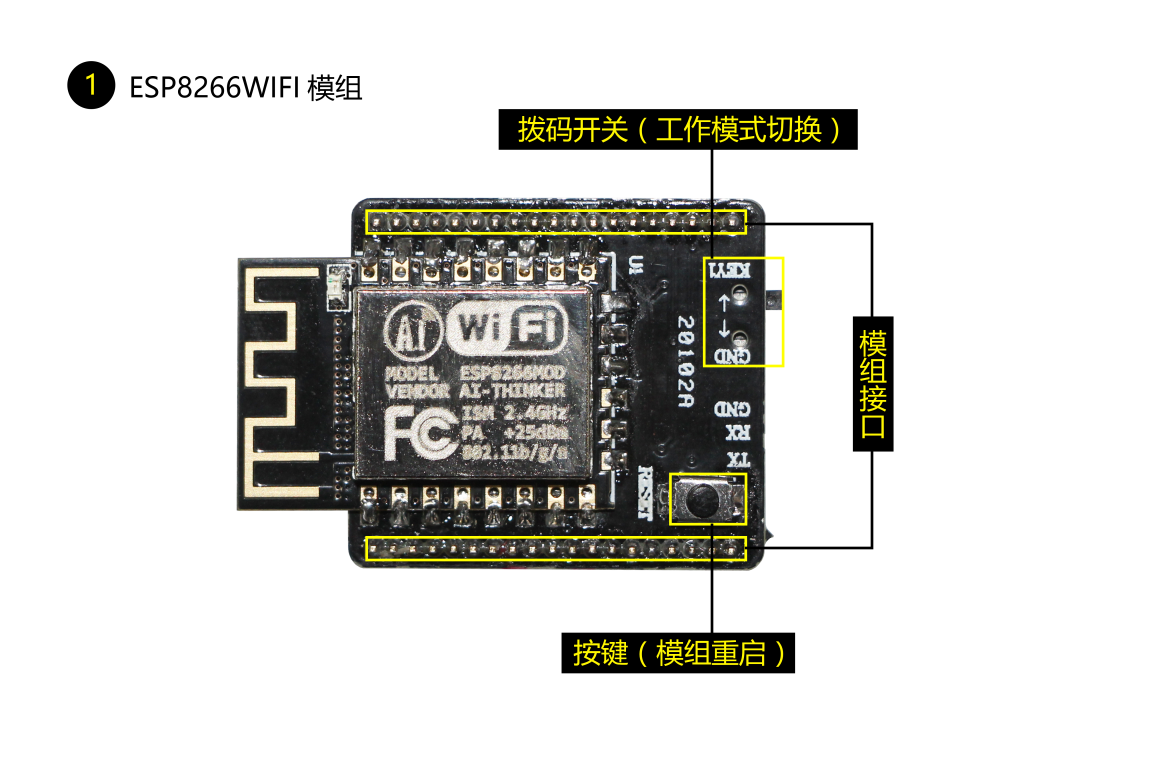 1 ESP8266WIFI 模组
拨码开关（工作模式切换）
KEY1
U1
20102A
GND
GND
RX
TX
RESET
Ai
WiFi
MODEL ESP8266MOD
VENDOR AI-THINKER
FC
ISM 2.4GHz
PA +25dBm
802.11b/g/n
模组接口
按键（模组重启）